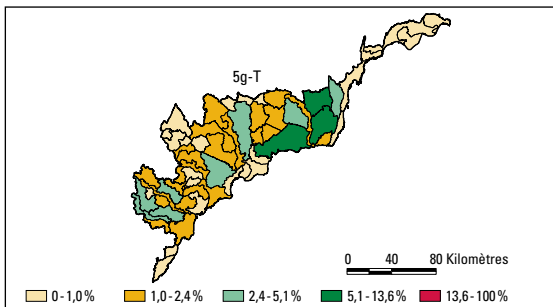 5g-T
0 40 80 Kilomètres
0 - 1,0 % 1,0 - 2,4 % 2,4 - 5,1 % 5,1 - 13,6 % 13,6 - 100 %